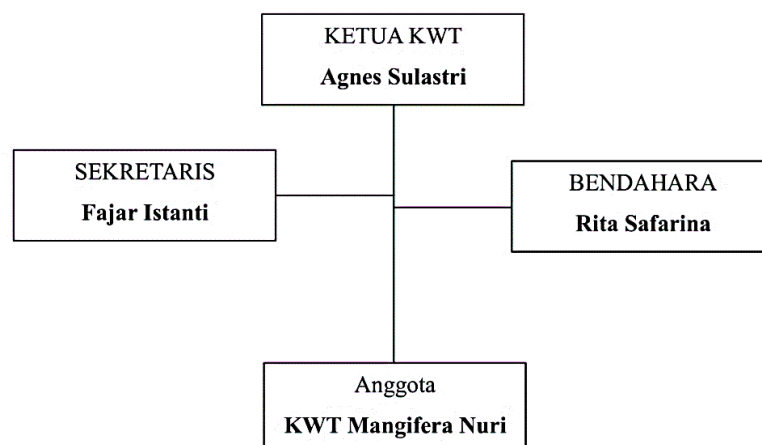 KETUA KWT
Agnes Sulastri
SEKRETARIS
Fajar Istanti
BENDAHARA
Rita Safarina
Anggota
KWT Mangifera Nuri